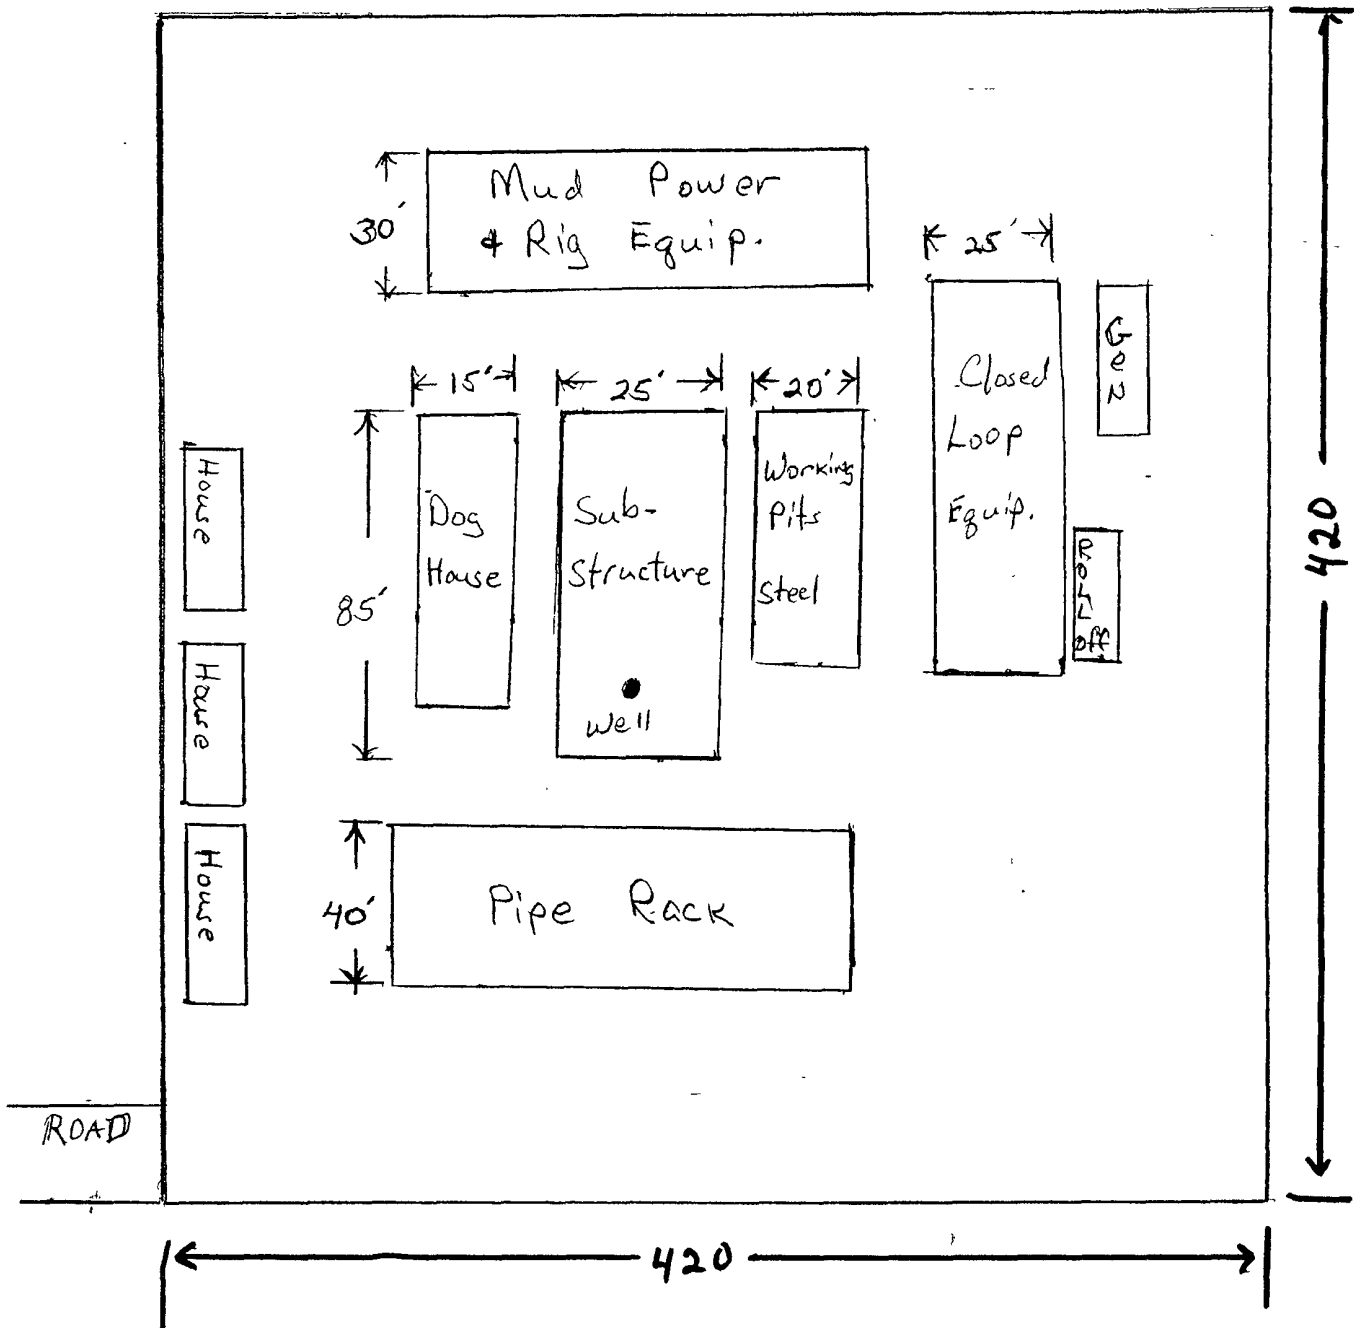 Mud Power
& Rig Equip.
30'
25'
Gen
Closed
Loop
Equip.
15'
25'
20'
House
Dog
House
Sub-
Structure
Working
Pits
Steel
85'
Well
Roll
off
420
House
House
40'
Pipe Rack
ROAD
420